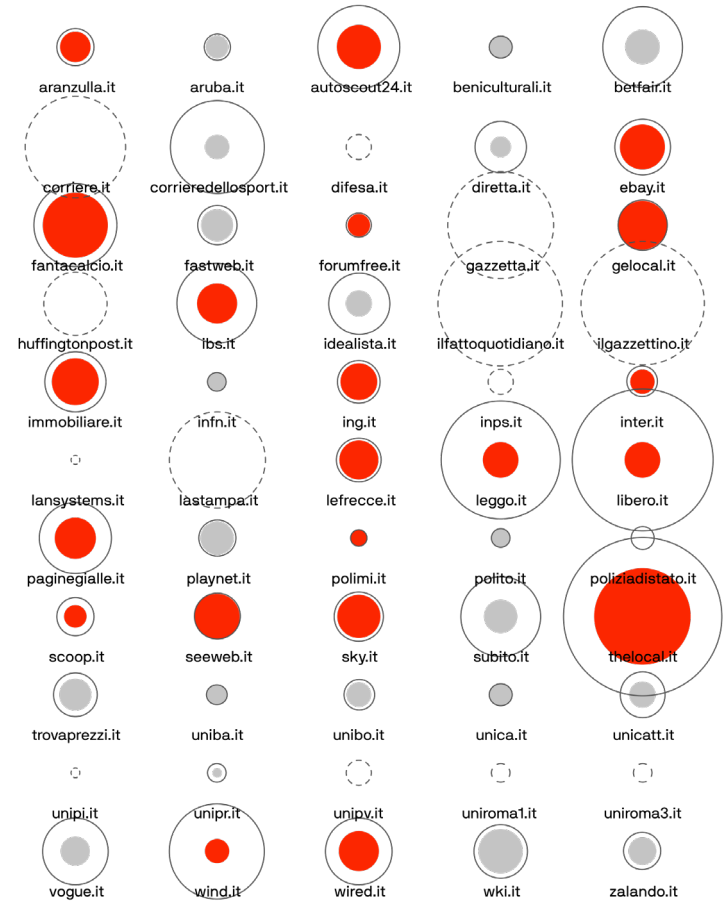 aranzulla.it aruba.it autoscout24.it beniculturali.it betfair.it
corriere.it corrieredellosport.it difesa.it diretta.it ebay.it
fantacalcio.it fastweb.it forumfree.it gazzetta.it gelocal.it
huffingtonpost.it ibs.it idealista.it ilfattoquotidiano.it ilgazzettino.it
immobiliare.it infn.it ing.it inps.it inter.it
lansystems.it lastampa.it lefrecce.it leggo.it libero.it
paginegialle.it playnet.it polimi.it polito.it poliziadistato.it
scoop.it seeweb.it sky.it subito.it thelocal.it
trovaprezzi.it uniba.it unibo.it unica.it unicatt.it
unipi.it unipr.it unipv.it uniroma1.it uniroma3.it
vogue.it wind.it wired.it wki.it zalando.it